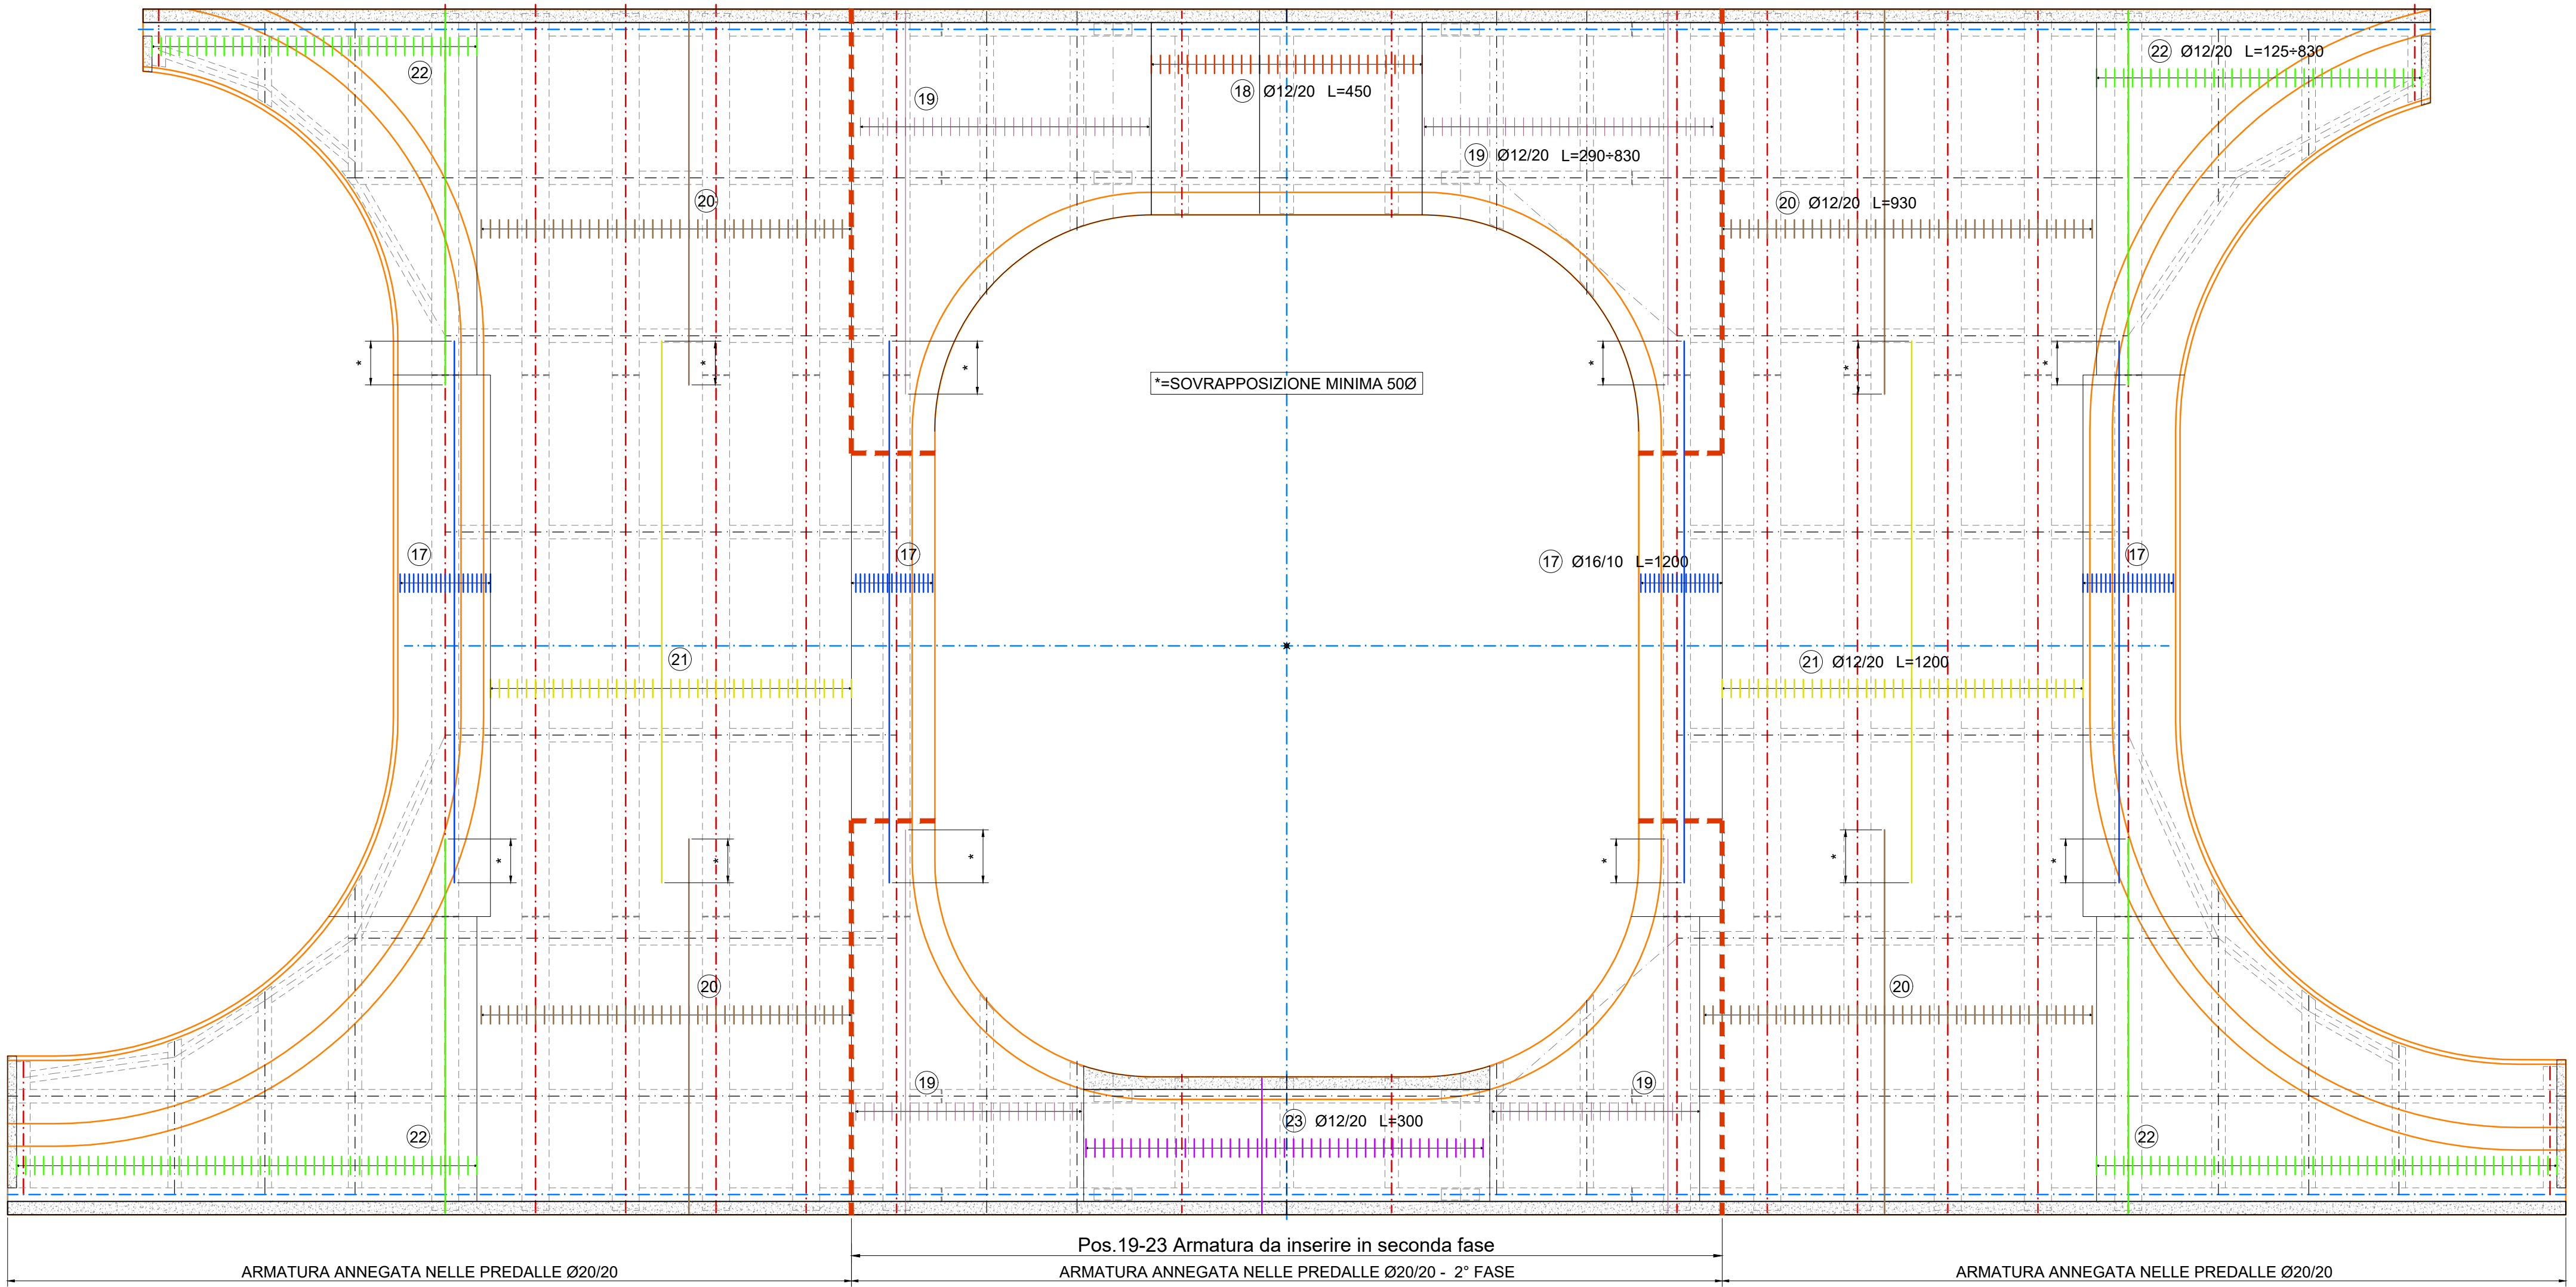 22 Ø12/20 L=125÷830
22
18 Ø12/20 L=450
19
19 Ø12/20 L=290÷830
20
20 Ø12/20 L=930
* * * * * *
*=SOVRAPPOSIZIONE MINIMA 50Ø
17
17
17 Ø16/10 L=1200
17
21
21 Ø12/20 L=1200
* * * * * *
20
20
19
19
23 Ø12/20 L=300
22
22
Pos.19-23 Armatura da inserire in seconda fase
ARMATURA ANNEGATA NELLE PREDALLE Ø20/20
ARMATURA ANNEGATA NELLE PREDALLE Ø20/20 - 2° FASE
ARMATURA ANNEGATA NELLE PREDALLE Ø20/20